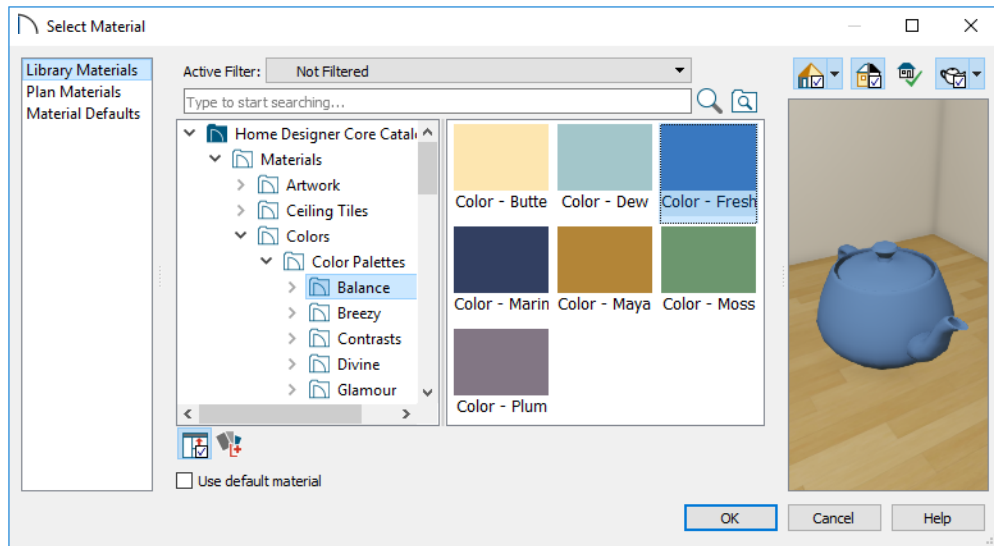 Select Material
Library Materials
Plan Materials
Material Defaults
Active Filter: Not Filtered
Type to start searching...
Home Designer Core Catal
Materials
Artwork
Ceiling Tiles
Colors
Color Palettes
Balance
Breezy
Contrasts
Divine
Glamour
Color - Butte Color - Dew Color - Fresh
Color - Marin Color - Maya Color - Moss
Color - Plum
Use default material
OK Cancel Help